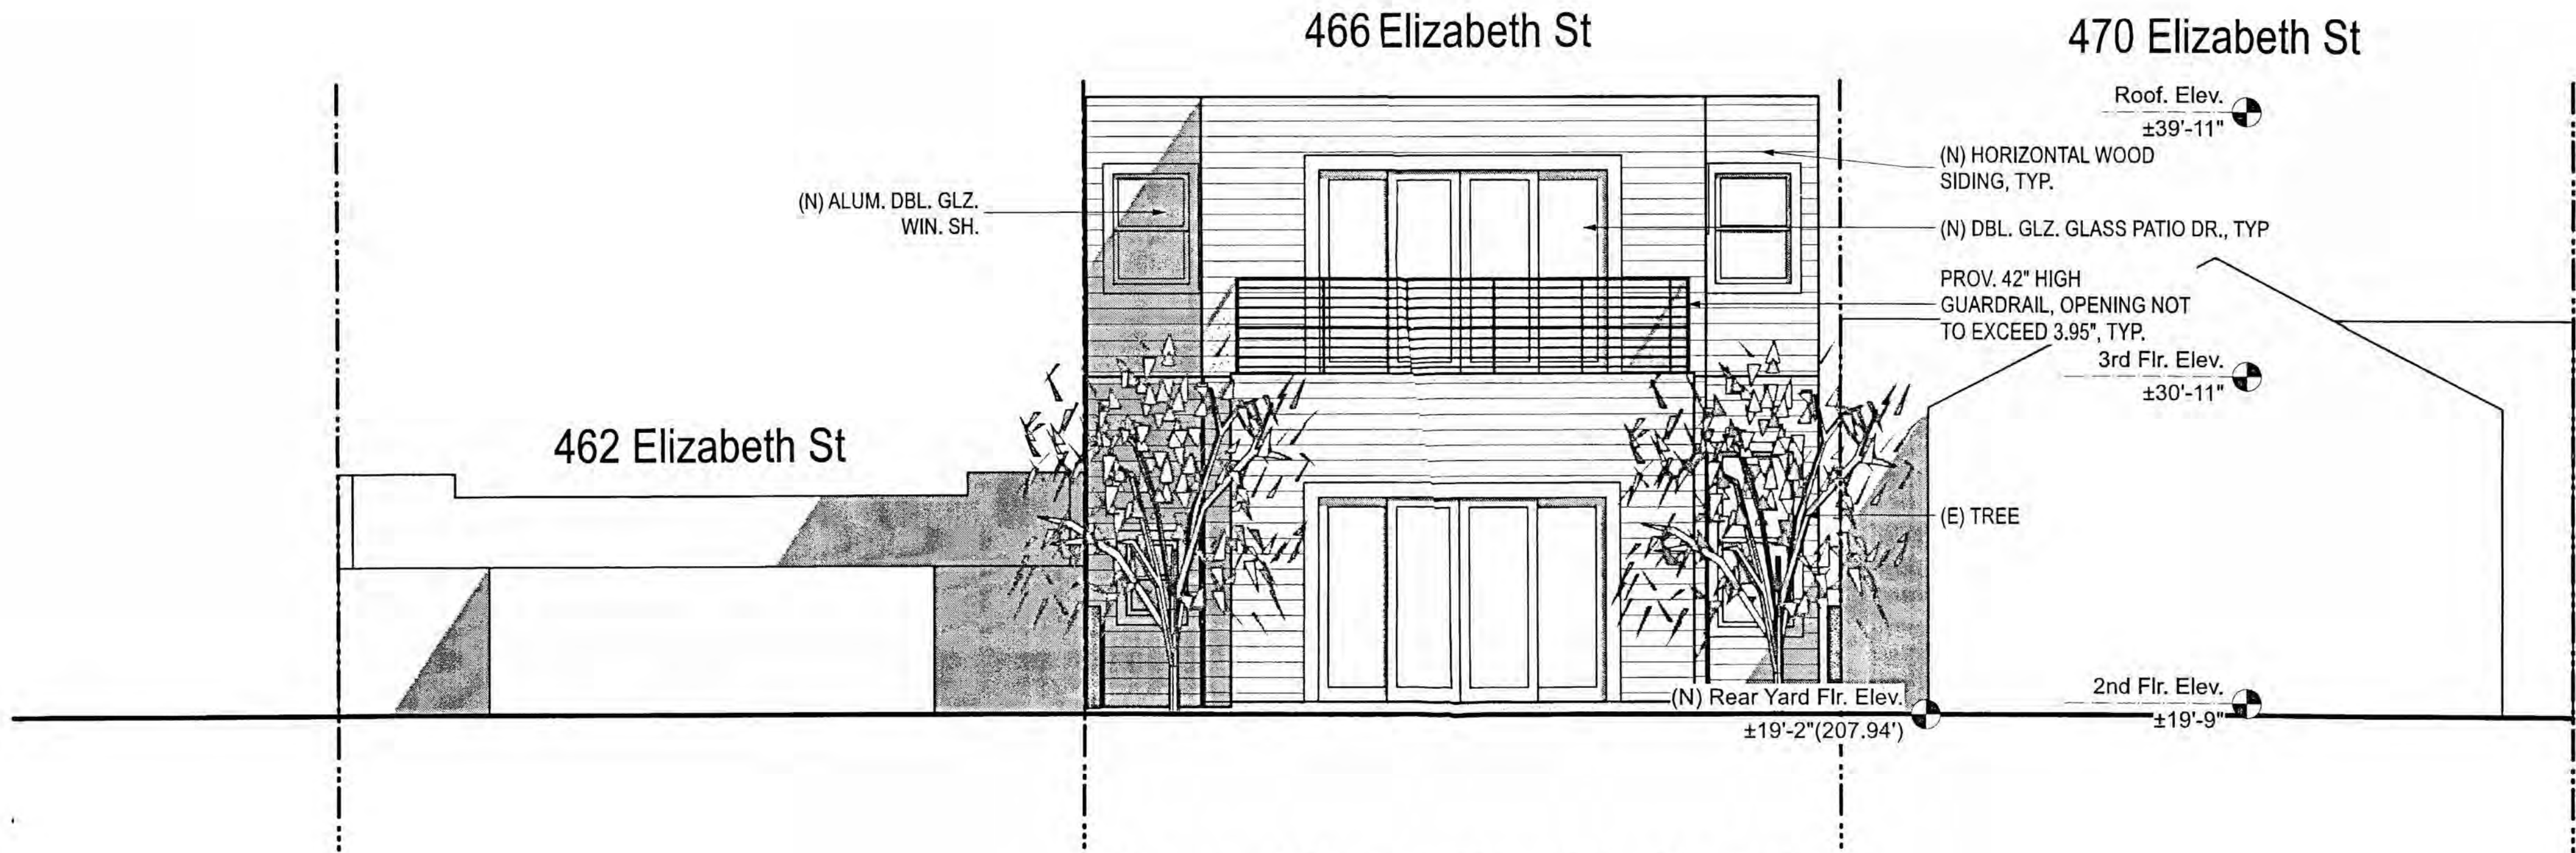 466 Elizabeth St
470 Elizabeth St
Roof. Elev.
±39'-11"
(N) HORIZONTAL WOOD
SIDING, TYP.
(N) ALUM. DBL. GLZ.
WIN. SH.
(N) DBL. GLZ. GLASS PATIO DR., TYP
PROV. 42" HIGH
GUARDRAIL, OPENING NOT
TO EXCEED 3.95", TYP.
3rd Flr. Elev.
±30'-11"
462 Elizabeth St
(E) TREE
(N) Rear Yard Flr. Elev.
±19'-2"(207.94')
2nd Flr. Elev.
±19'-9"